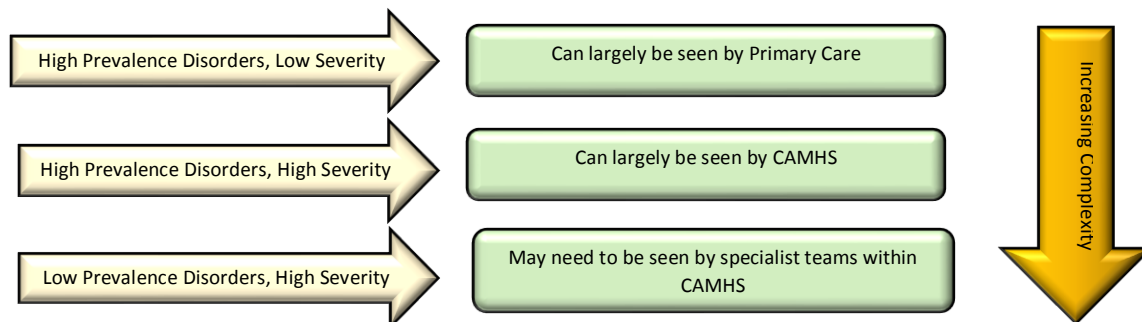 High Prevalence Disorders, Low Severity
Can largely be seen by Primary Care
High Prevalence Disorders, High Severity
Can largely be seen by CAMHS
Low Prevalence Disorders, High Severity
May need to be seen by specialist teams within
CAMHS
Increasing Complexity